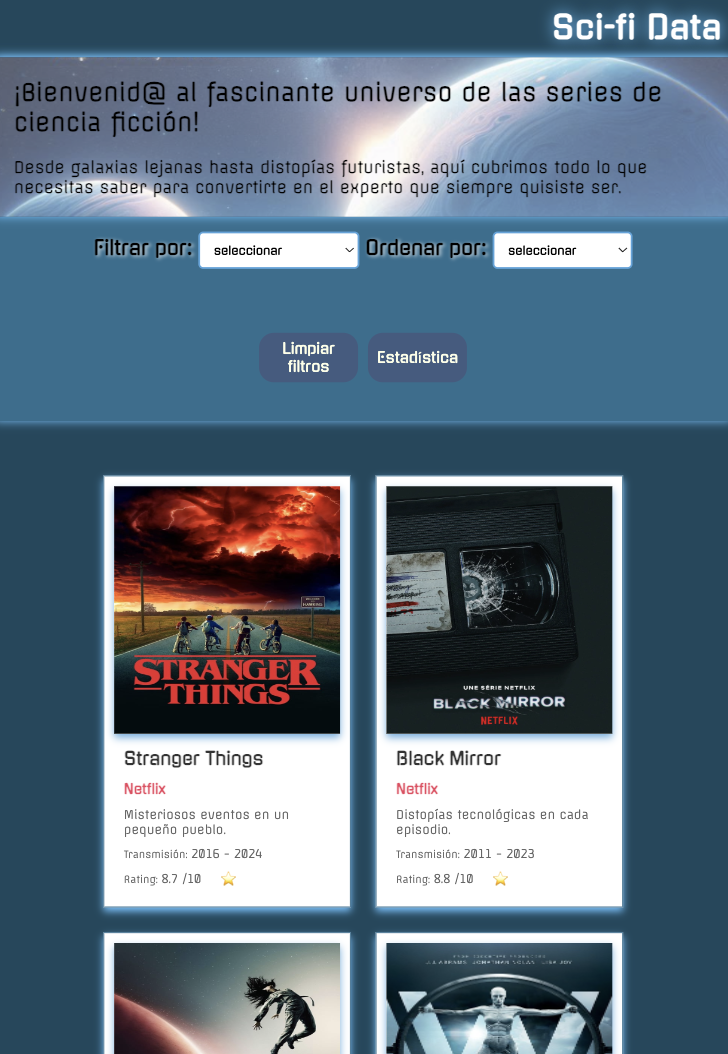 Sci-fi Data
¡Bienvenid@ al fascinante universo de las series de
ciencia ficción!
Desde galaxias lejanas hasta distopías futuristas, aquí cubrimos todo lo que
necesitas saber para convertirte en el experto que siempre quisiste ser.
Filtrar por: seleccionar Ordenar por: seleccionar
Limpiar
filtros
Estadística
STRANGER
THINGS
Stranger Things
Netflix
Misteriosos eventos en un
pequeño pueblo.
Transmisión: 2016 - 2024
Rating: 8.7 /10
UNE SÉRIE NETFLIX
BLACK MIRROR
NETFLIX
Black Mirror
Netflix
Distopías tecnológicas en cada
episodio.
Transmisión: 2011 - 2023
Rating: 8.8 /10